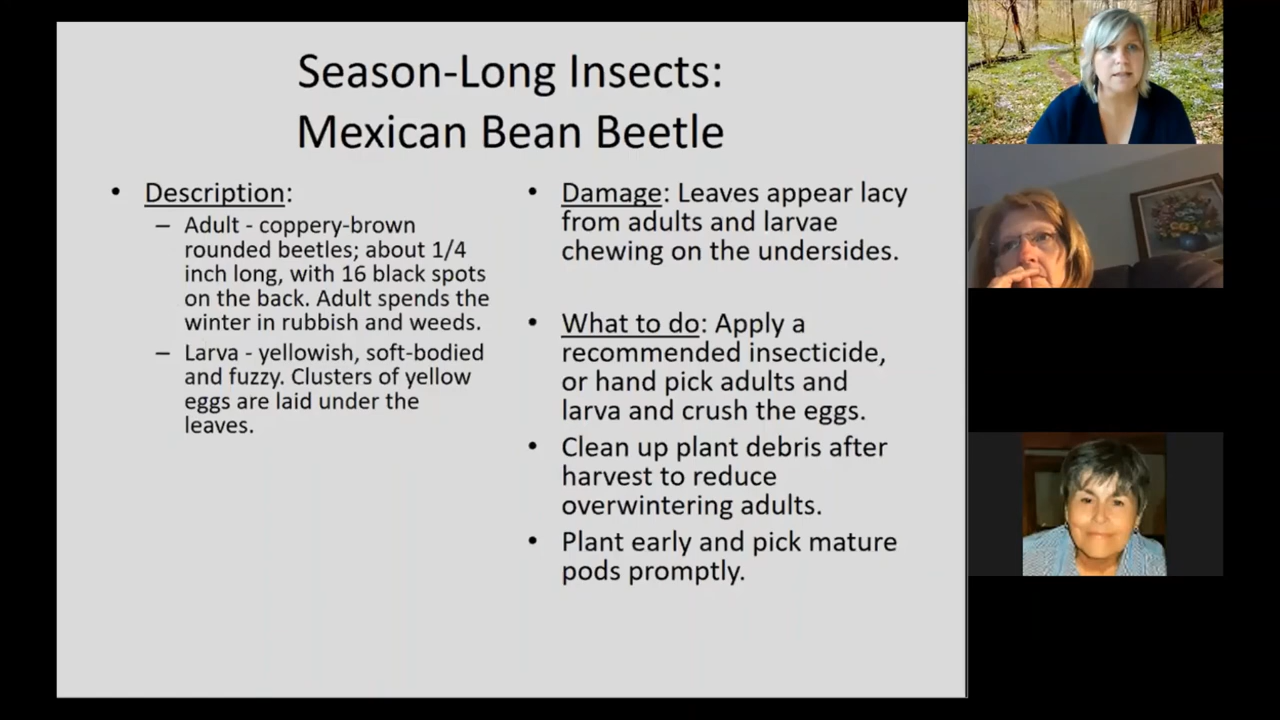 Season-Long Insects:
Mexican Bean Beetle
• Description:
– Adult - coppery-brown
rounded beetles; about 1/4
inch long, with 16 black spots
on the back. Adult spends the
winter in rubbish and weeds.
– Larva - yellowish, soft-bodied
and fuzzy. Clusters of yellow
eggs are laid under the
leaves.
• Damage: Leaves appear lacy
from adults and larvae
chewing on the undersides.
• What to do: Apply a
recommended insecticide,
or hand pick adults and
larva and crush the eggs.
• Clean up plant debris after
harvest to reduce
overwintering adults.
• Plant early and pick mature
pods promptly.